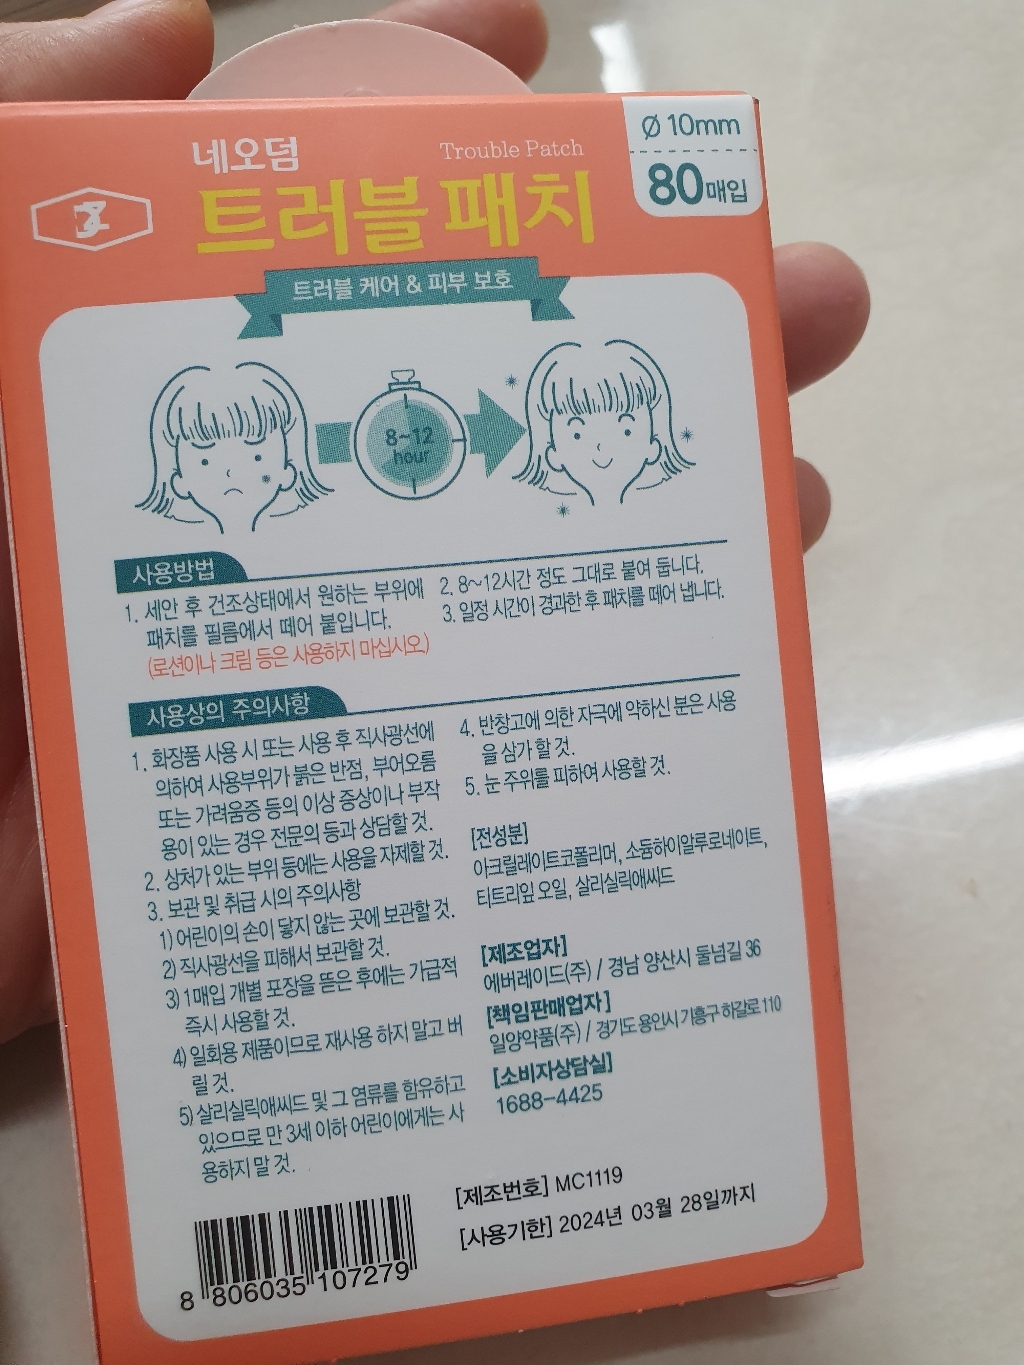 네오덤
Trouble Patch
트러블 패치
Ø 10mm
80매입
트러블 케어 & 피부 보호
8~12
hour
사용방법
1. 세안 후 건조상태에서 원하는 부위에
패치를 필름에서 떼어 붙입니다.
(로션이나 크림 등은 사용하지 마십시오.)
2. 8~12시간 정도 그대로 붙여 둡니다.
3. 일정 시간이 경과한 후 패치를 떼어 냅니다.
사용상의 주의사항
1. 화장품 사용 시 또는 사용 후 직사광선에
의하여 사용부위가 붉은 반점, 부어오름
또는 가려움증 등의 이상 증상이나 부작
용이 있는 경우 전문의 등과 상담할 것.
2. 상처가 있는 부위 등에는 사용을 자제할 것.
3. 보관 및 취급 시의 주의사항
1) 어린이의 손이 닿지 않는 곳에 보관할 것.
2) 직사광선을 피해서 보관할 것.
3) 1매입 개별 포장을 뜯은 후에는 가급적
즉시 사용할 것.
4) 일회용 제품이므로 재사용 하지 말고 버
릴 것.
5) 살리실릭애씨드 및 그 염류를 함유하고
있으므로 만 3세 이하 어린이에게는 사
용하지 말 것.
4. 반창고에 의한 자극에 약하신 분은 사용
을 삼가 할 것.
5. 눈 주위를 피하여 사용할 것.
[전성분]
아크릴레이트코폴리머, 소듐하이알루로네이트,
티트리잎 오일, 살리실릭애씨드
[제조업자]
에버레이드(주) / 경남 양산시 둘넘길 36
[책임판매업자]
일양약품(주) / 경기도 용인시 기흥구 하갈로 110
[소비자상담실]
1688-4425
[제조번호] MC1119
[사용기한] 2024년 03월 28일까지
8 806035 107279